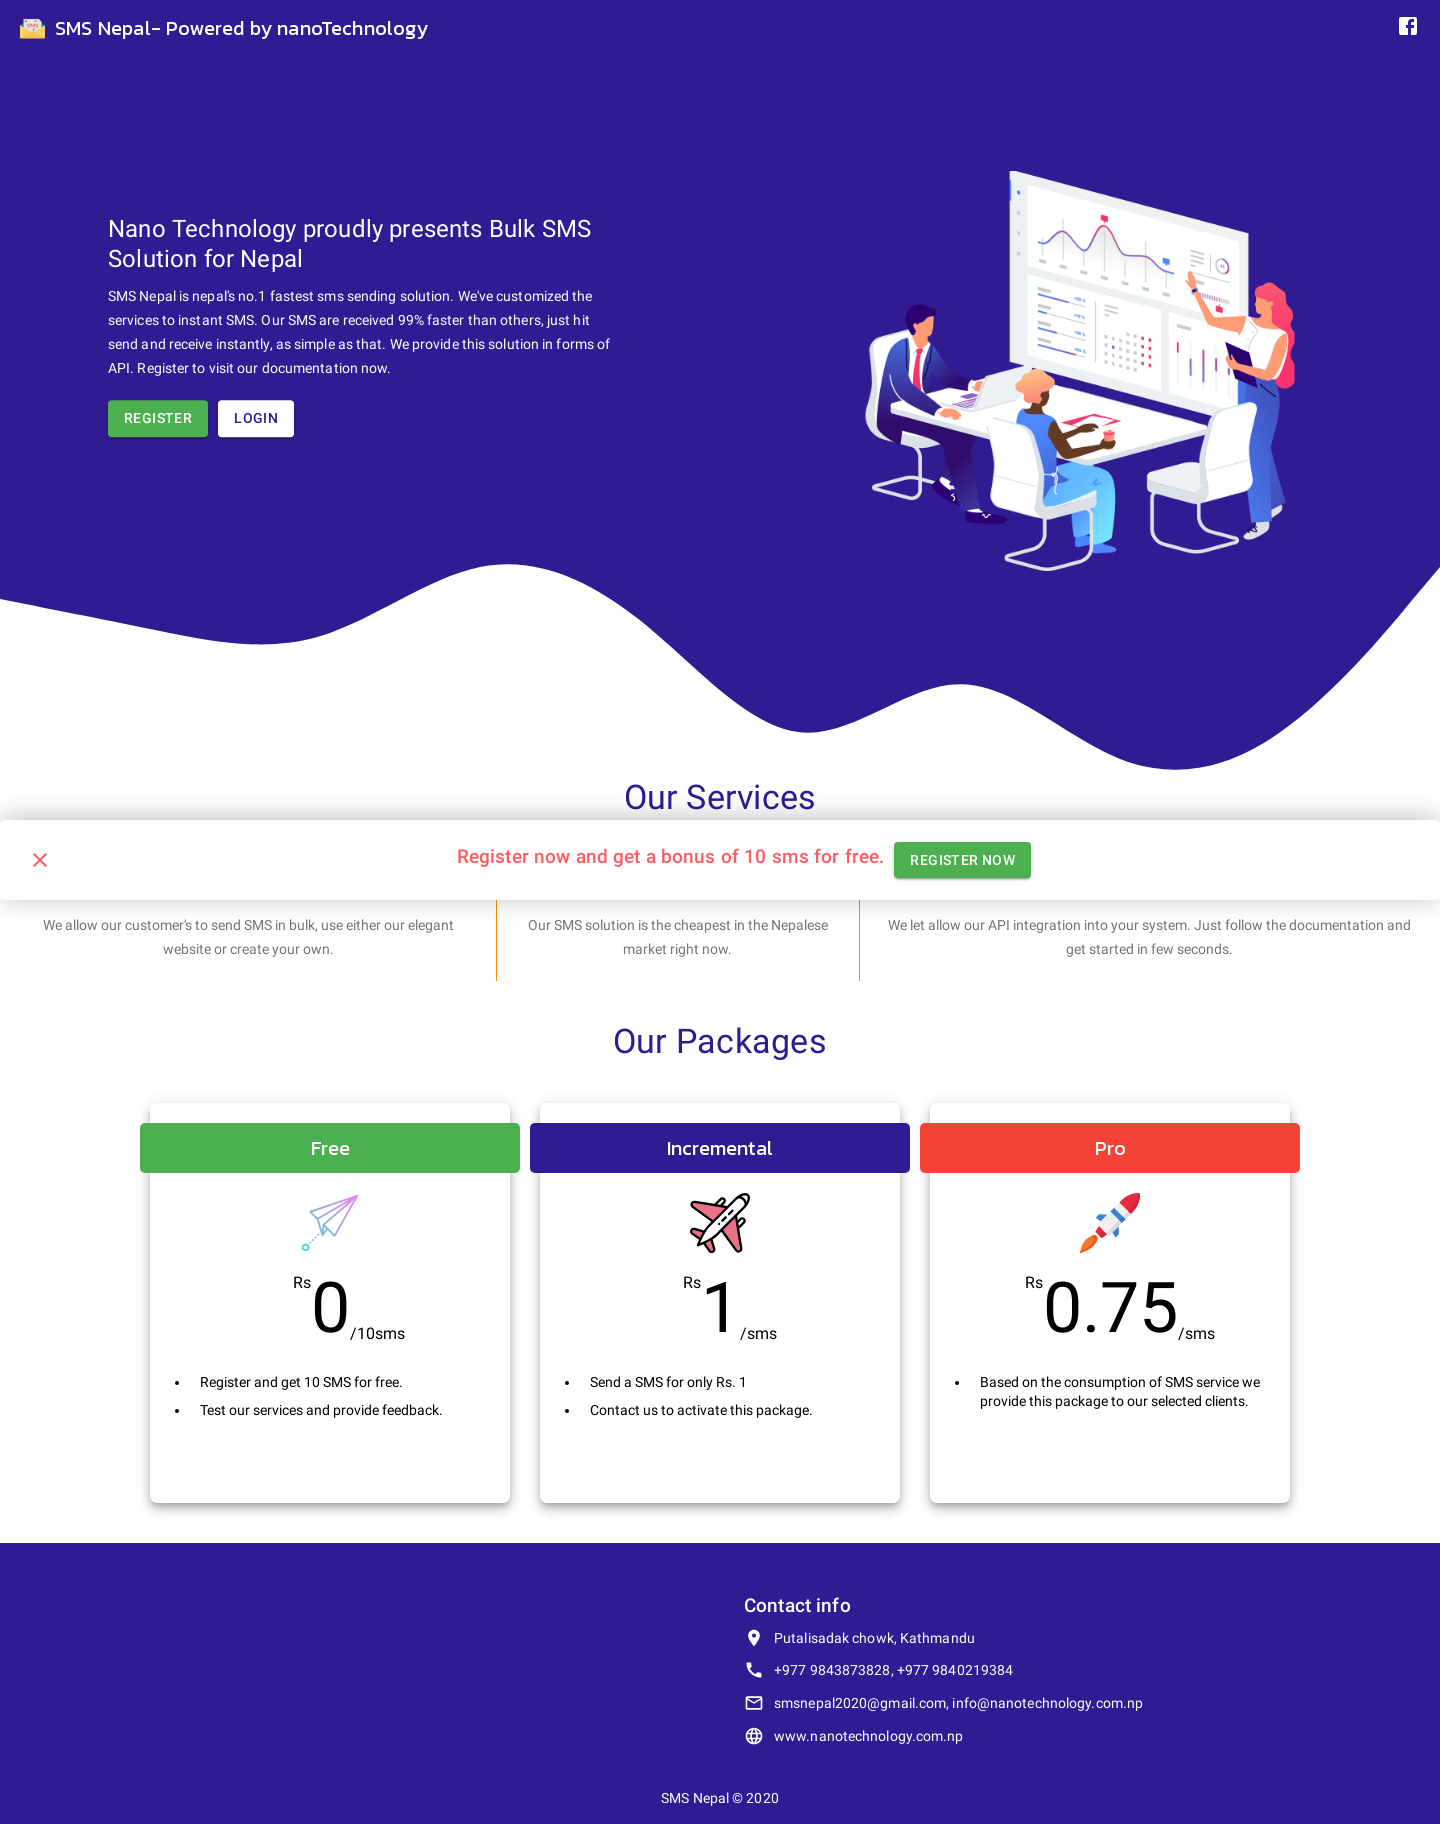 SMS Nepal- Powered by nanoTechnology
Nano Technology proudly presents Bulk SMS
Solution for Nepal
SMS Nepal is nepal's no.1 fastest sms sending solution. We've customized the
services to instant SMS. Our SMS are received 99% faster than others, just hit
send and receive instantly, as simple as that. We provide this solution in forms of
API. Register to visit our documentation now.
REGISTER
LOGIN
Our Services
Register now and get a bonus of 10 sms for free.
REGISTER NOW
We allow our customer's to send SMS in bulk, use either our elegant
website or create your own.
Our SMS solution is the cheapest in the Nepalese
market right now.
We let allow our API integration into your system. Just follow the documentation and
get started in few seconds.
Our Packages
Free
Rs
0
/10sms
Register and get 10 SMS for free.
Test our services and provide feedback.
Incremental
Rs
1
/sms
Send a SMS for only Rs. 1
Contact us to activate this package.
Pro
Rs
0.75
/sms
Based on the consumption of SMS service we
provide this package to our selected clients.
Contact info
Putalisadak chowk, Kathmandu
+977 9843873828, +977 9840219384
smsnepal2020@gmail.com, info@nanotechnology.com.np
www.nanotechnology.com.np
SMS Nepal © 2020